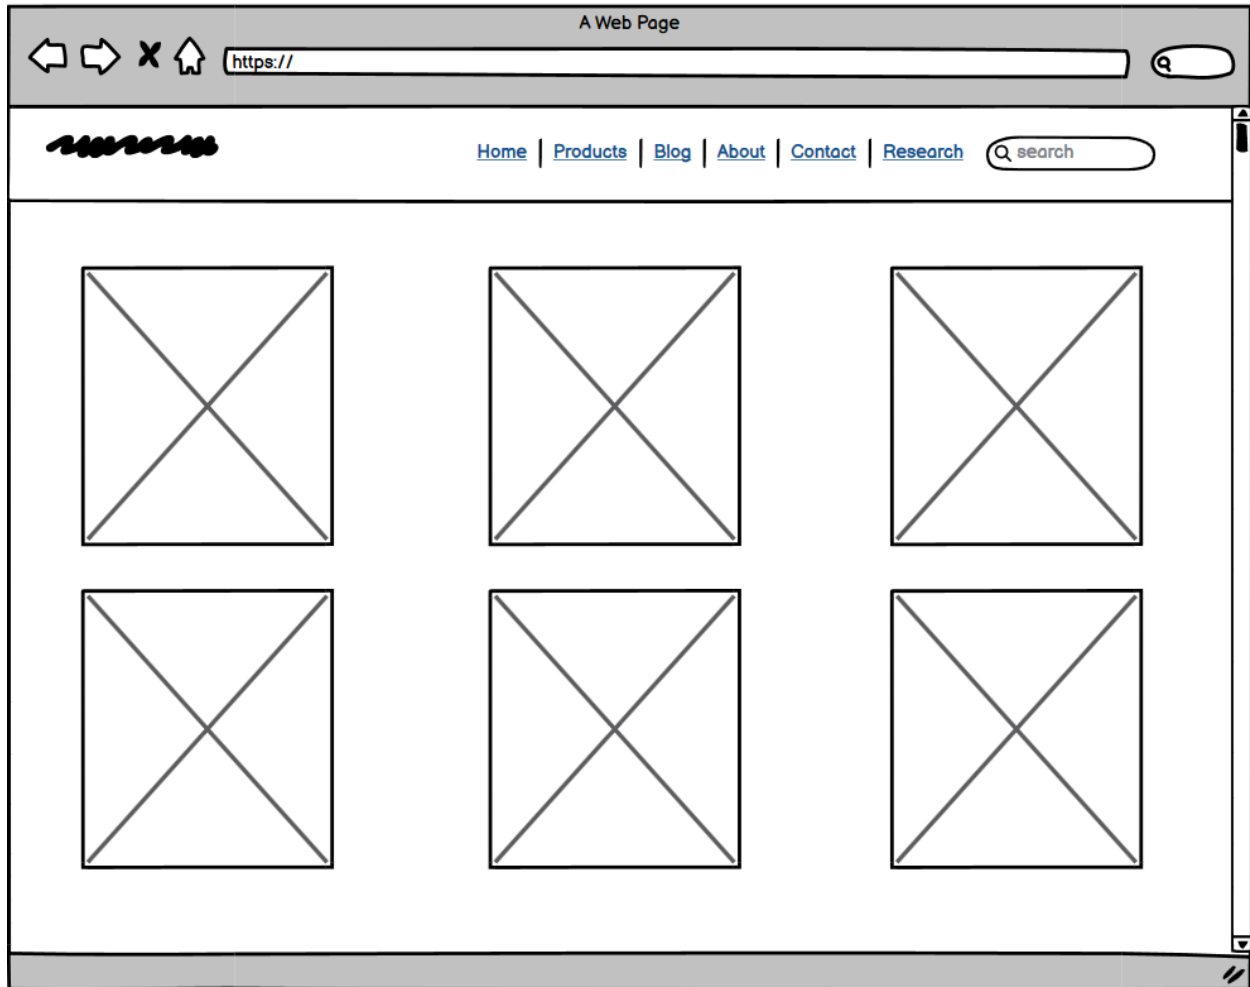 A Web Page
https://
Home | Products | Blog | About | Contact | Research search